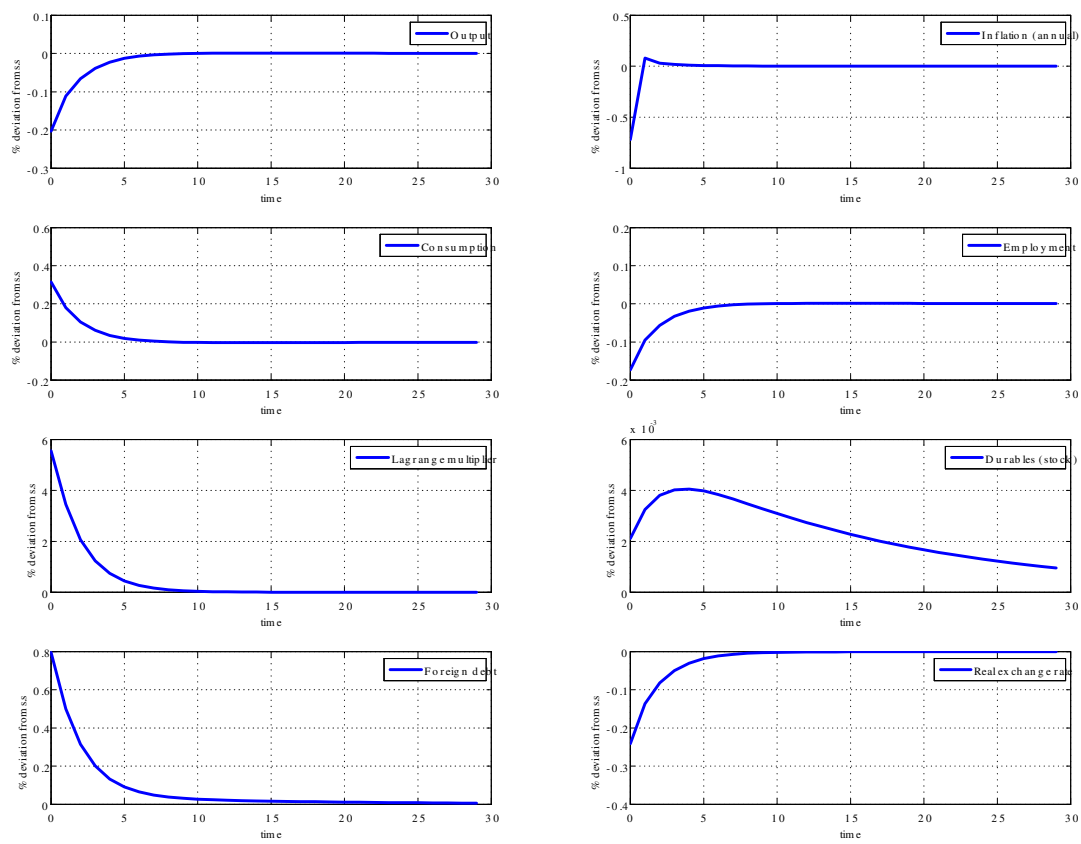 0.1
0
-0.1
-0.2
-0.3
% deviation from s.s
0 5 10 15 20 25 30
time
Output
0.5
0
-0.5
-1
% deviation from s.s
0 5 10 15 20 25 30
time
Inflation (annual)
0.6
0.4
0.2
0
-0.2
% deviation from s.s
0 5 10 15 20 25 30
time
Consumption
0.2
0.1
0
-0.1
-0.2
% deviation from s.s
0 5 10 15 20 25 30
time
Employment
6
4
2
0
% deviation from s.s
0 5 10 15 20 25 30
time
Lagrange multiplier
x 10^-3
6
4
2
0
% deviation from s.s
0 5 10 15 20 25 30
time
Durables (stock)
0.8
0.6
0.4
0.2
0
% deviation from s.s
0 5 10 15 20 25 30
time
Foreign debt
0
-0.1
-0.2
-0.3
-0.4
% deviation from s.s
0 5 10 15 20 25 30
time
Real exchange rate